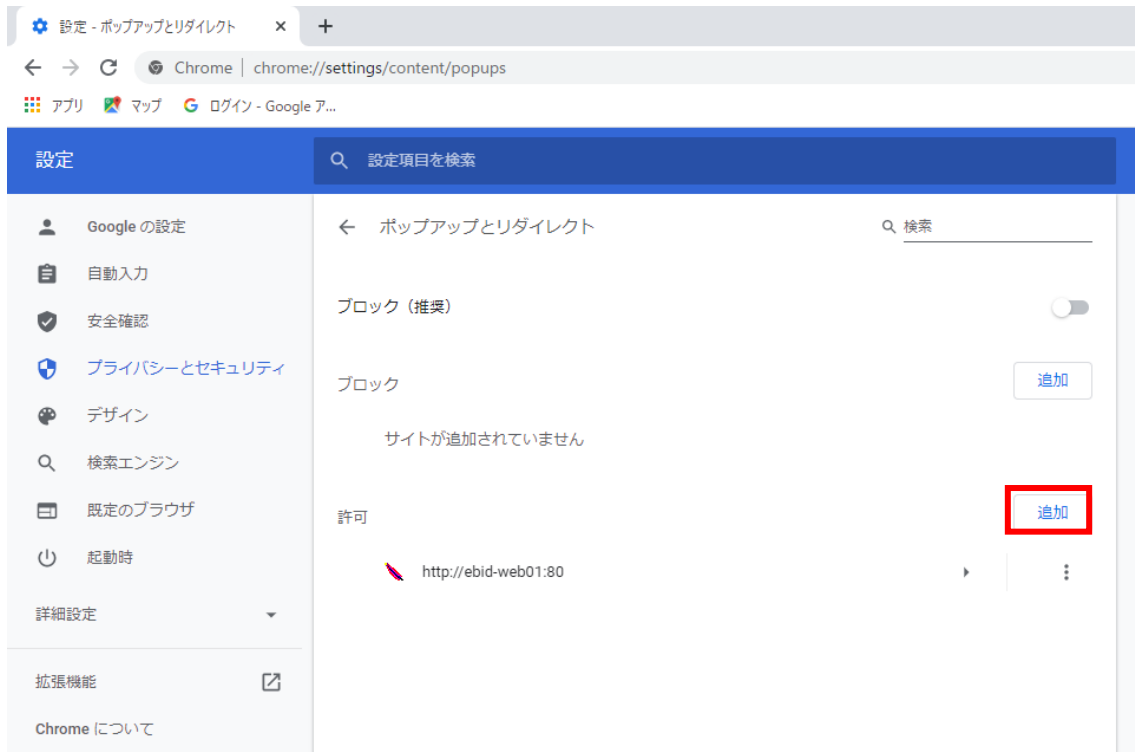 設定 - ポップアップとリダイレクト
Chrome | chrome://settings/content/popups
アプリ マップ G ログイン - Google ア...
設定
設定項目を検索
Google の設定
自動入力
安全確認
プライバシーとセキュリティ
デザイン
検索エンジン
既定のブラウザ
起動時
詳細設定
拡張機能
Chrome について
ポップアップとリダイレクト
検索
ブロック（推奨）
ブロック
追加
サイトが追加されていません
許可
追加
http://ebid-web01:80